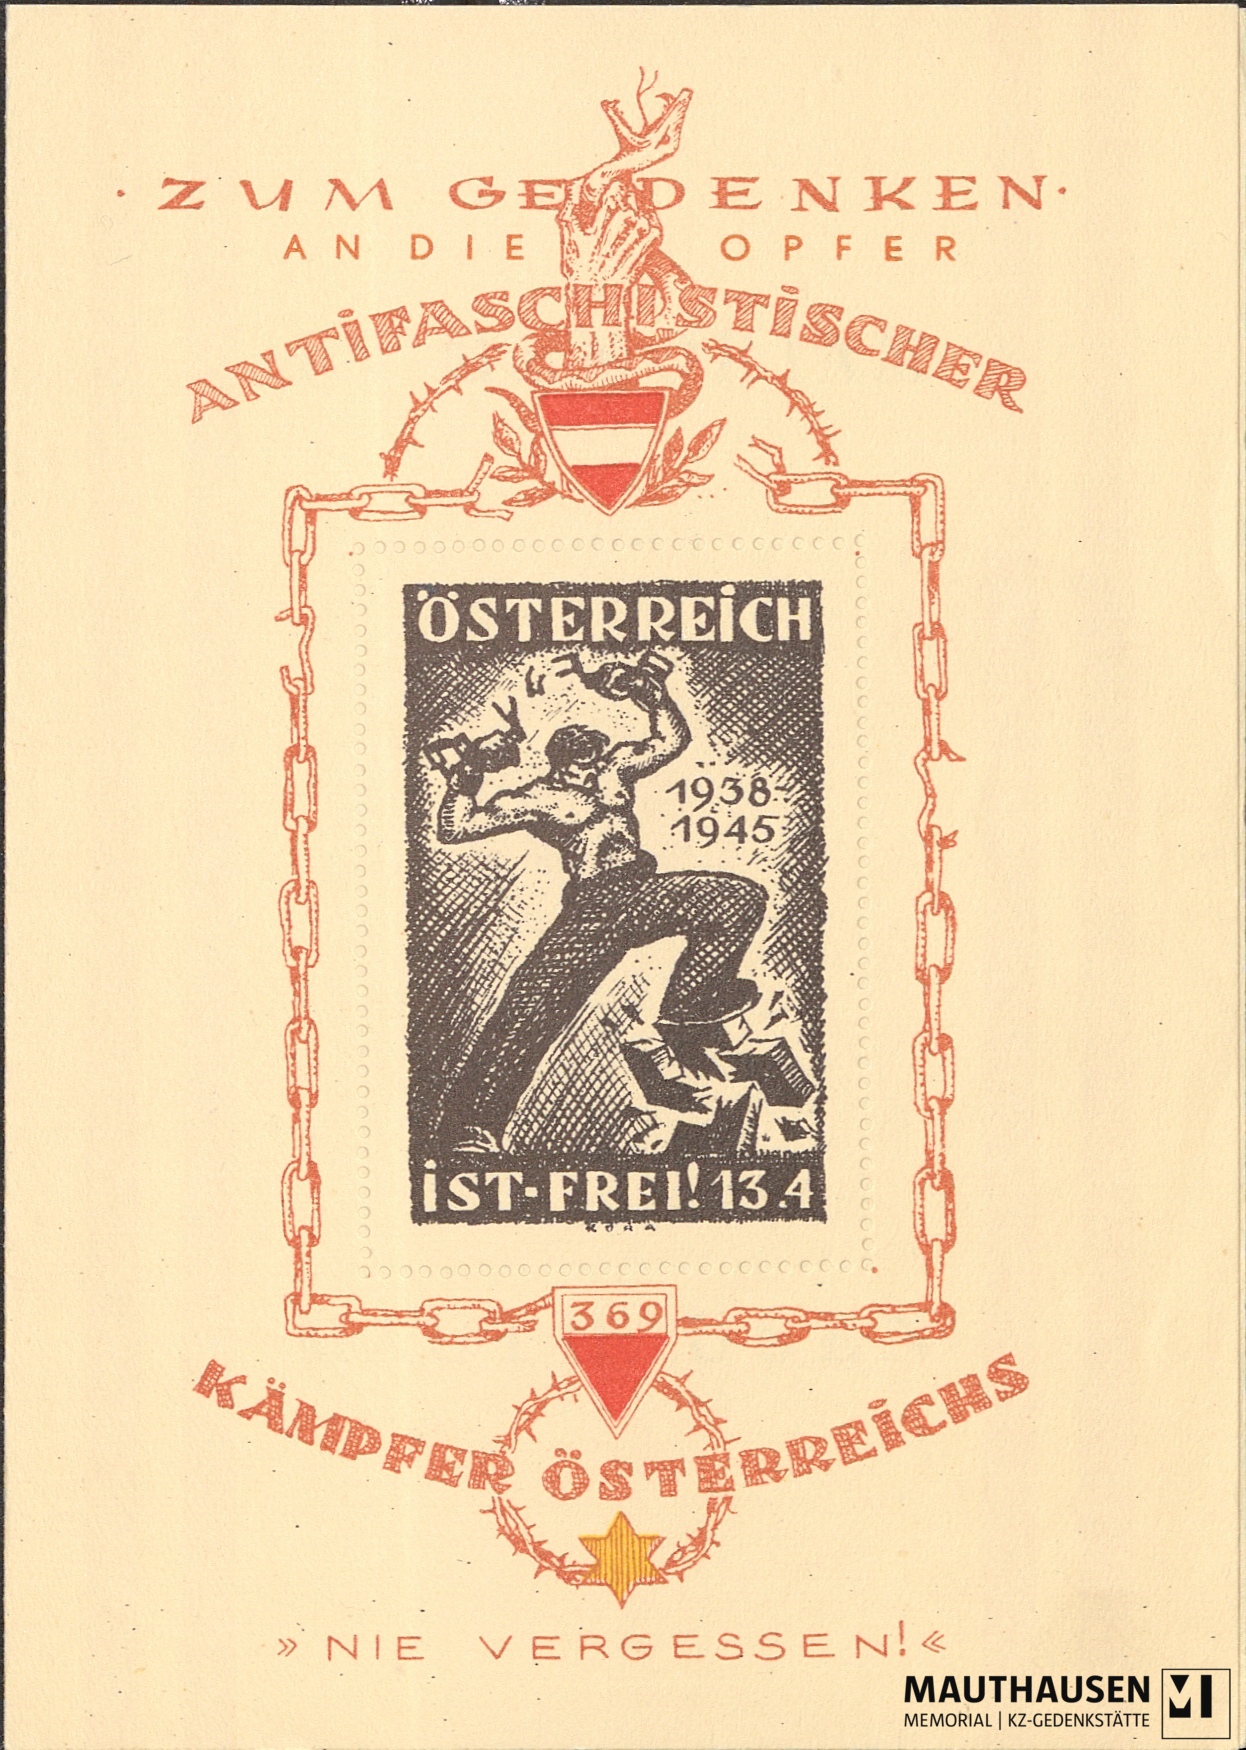 · ZUM GEDENKEN ·
AN DIE OPFER
ANTIFASCHISTISCHER
ÖSTERREICH
1938-
1945
IST-FREI! 13.4
369
KÄMPFER ÖSTERREICHS
»NIE VERGESSEN!«
MAUTHAUSEN
MEMORIAL | KZ-GEDENKSTÄTTE